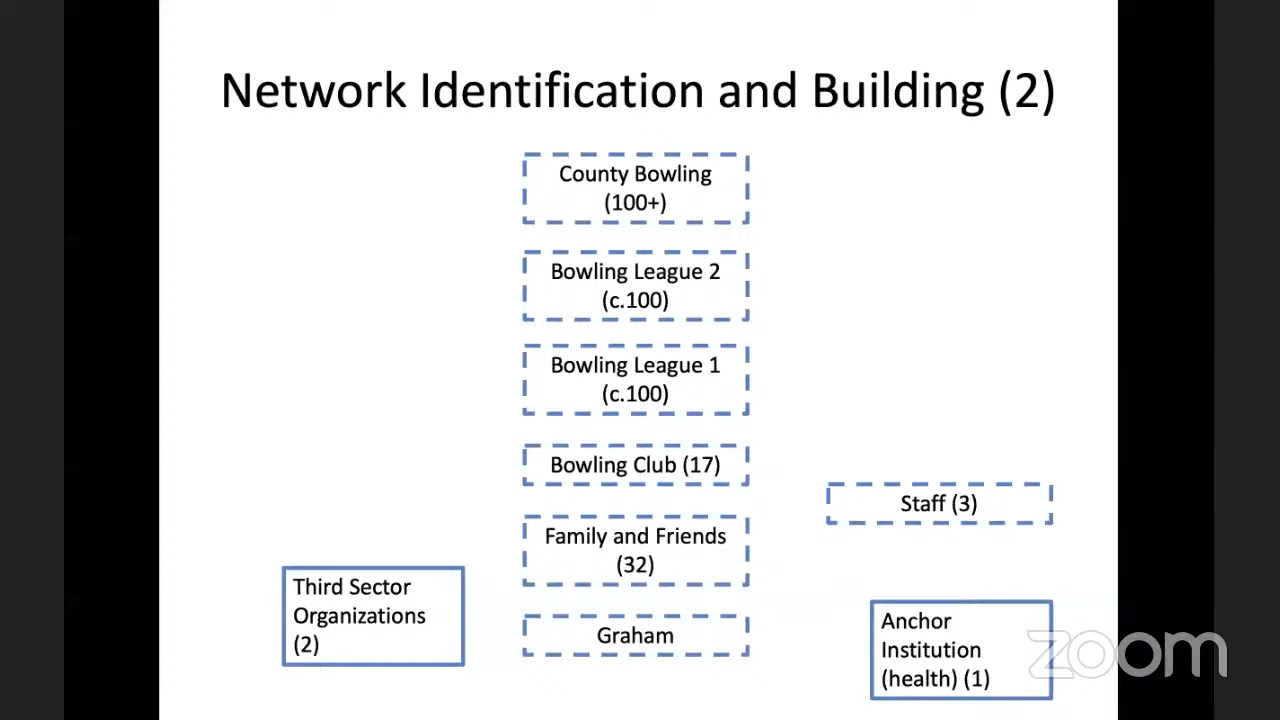 Network Identification and Building (2)
County Bowling
(100+)
Bowling League 2
(c.100)
Bowling League 1
(c.100)
Bowling Club (17)
Staff (3)
Family and Friends
(32)
Third Sector
Organizations
(2)
Graham
Anchor
Institution
(health) (1)
zoom